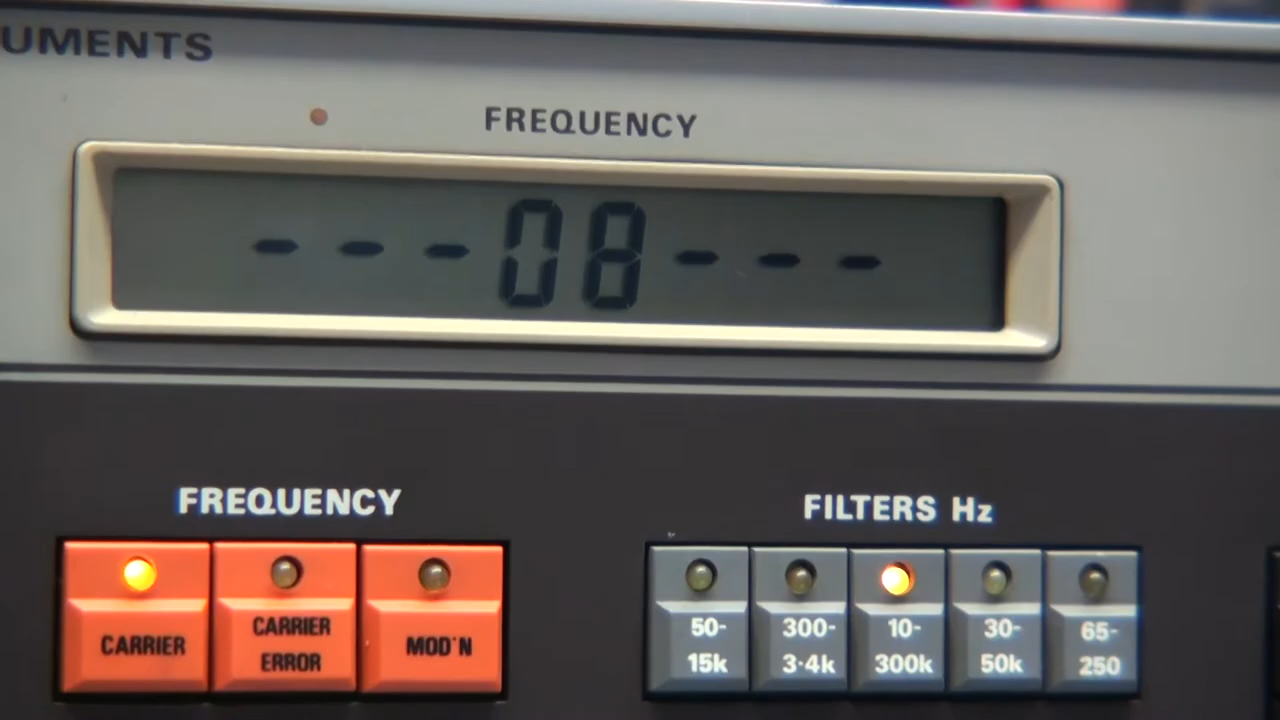 UMENTS
FREQUENCY
---08---
FREQUENCY
FILTERS Hz
CARRIER
CARRIER
ERROR
MOD'N
50-
15k
300-
3·4k
10-
300k
30-
50k
65-
250